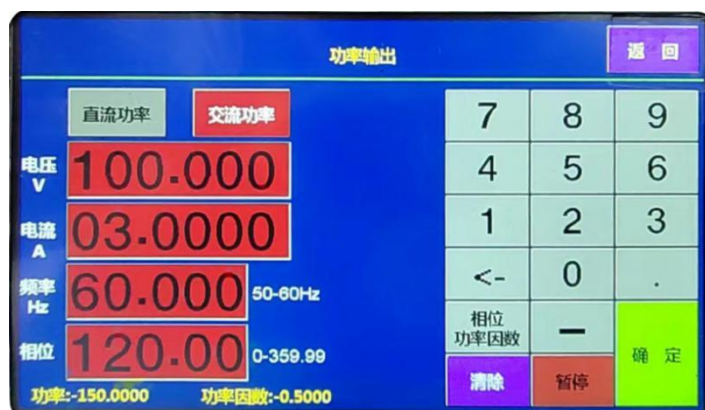 功率输出
返 回
直流功率
交流功率
7 8 9
电压
V
100.000
4 5 6
电流
A
03.0000
1 2 3
<- 0 .
频率
Hz
60.000
50-60Hz
相位
功率因数
—
确 定
相位
120.00
0-359.99
清除
暂停
功率:-150.0000
功率因数:-0.5000